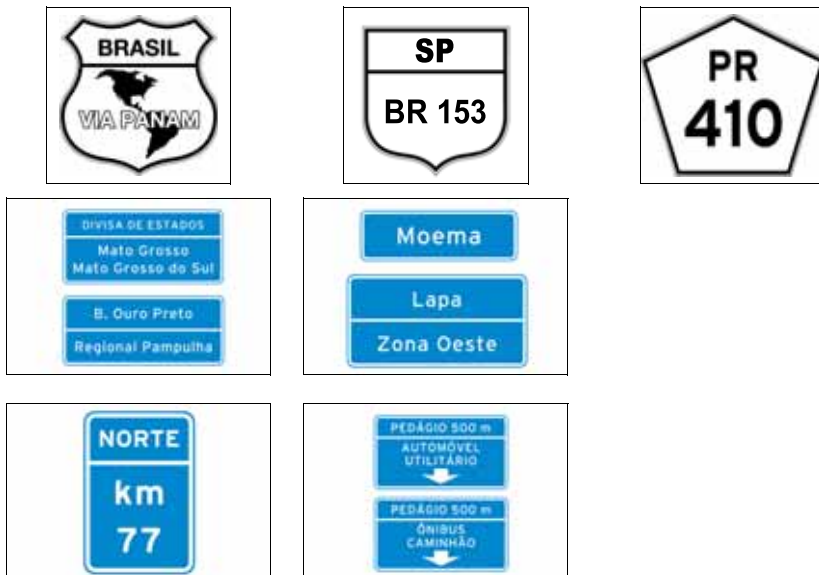 BRASIL
VIA PANAM
SP
BR 153
PR
410
DIVISA DE ESTADOS
Mato Grosso
Mato Grosso do Sul
B. Ouro Preto
Regional Pampulha
Moema
Lapa
Zona Oeste
NORTE
km
77
PEDÁGIO 500 m
AUTOMÓVEL
UTILITÁRIO
PEDÁGIO 500 m
ÔNIBUS
CAMINHÃO